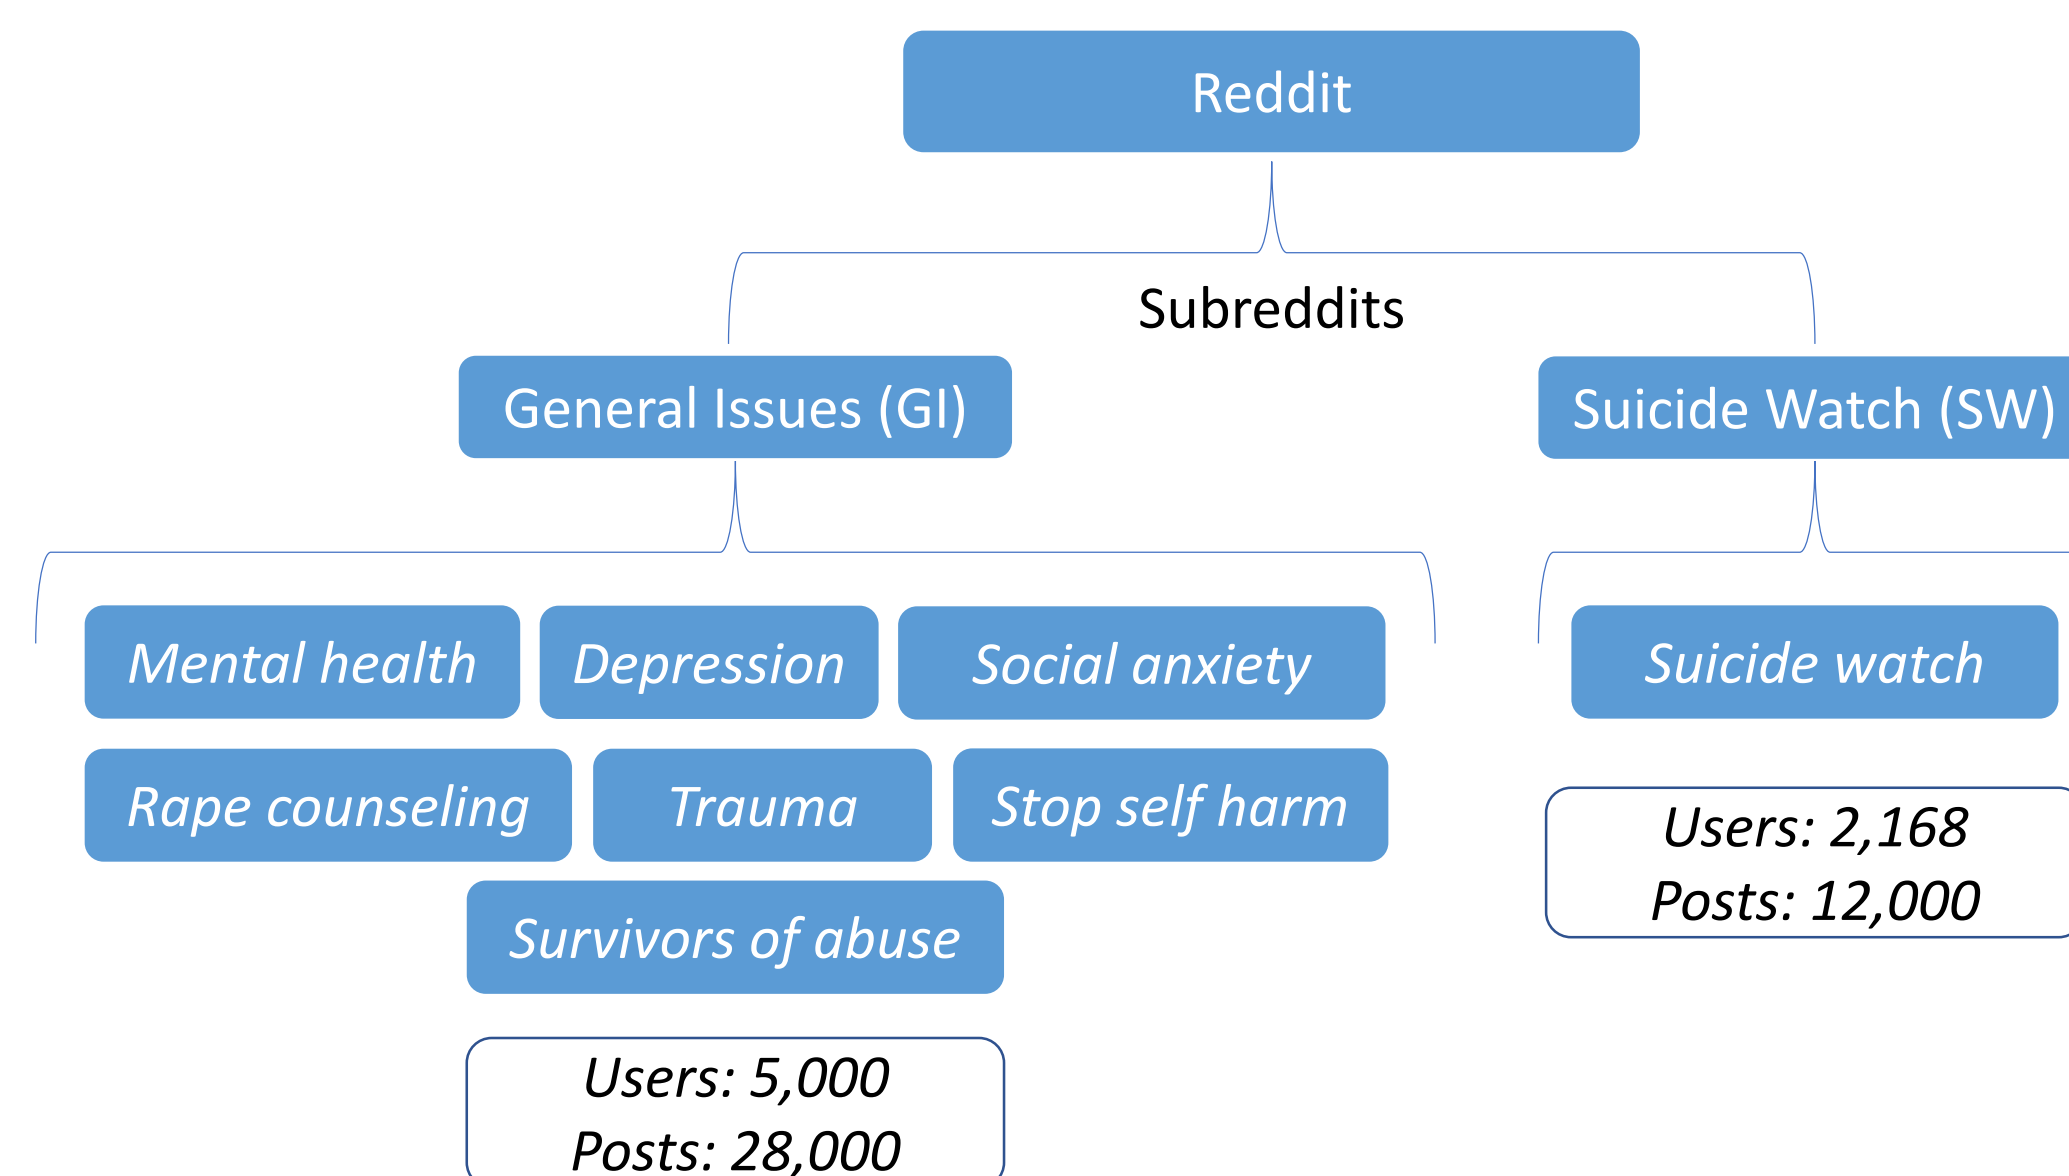 Reddit
Subreddits
General Issues (GI)
Suicide Watch (SW)
Mental health
Depression
Social anxiety
Suicide watch
Rape counseling
Trauma
Stop self harm
Users: 2,168
Posts: 12,000
Survivors of abuse
Users: 5,000
Posts: 28,000